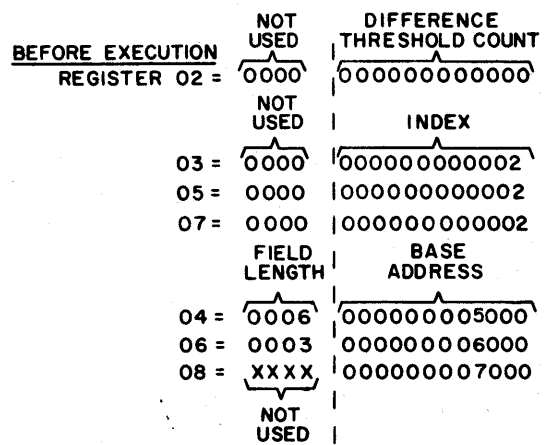 NOT USED DIFFERENCE THRESHOLD COUNT
BEFORE EXECUTION
REGISTER 02 = 0000 000000000000
NOT USED INDEX
03 = 0000 000000000002
05 = 0000 000000000002
07 = 0000 000000000002
FIELD LENGTH BASE ADDRESS
04 = 0006 000000005000
06 = 0003 000000006000
08 = XXXX, 000000007000
NOT USED